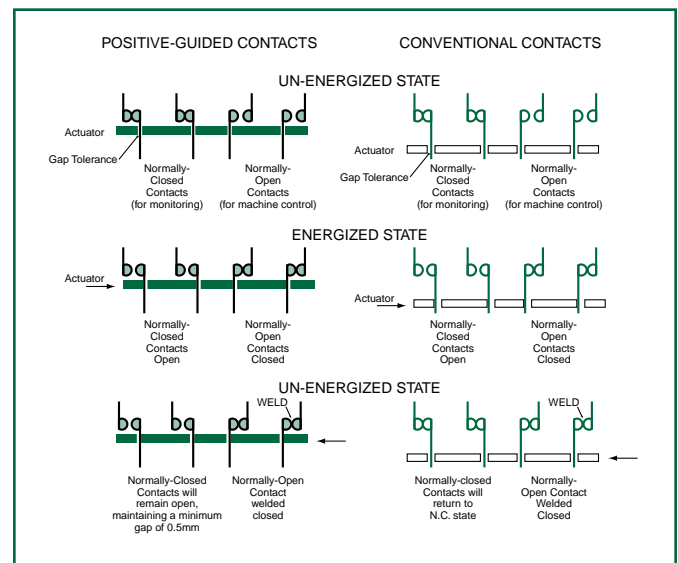 POSITIVE-GUIDED CONTACTS
CONVENTIONAL CONTACTS
UN-ENERGIZED STATE
Actuator
Gap Tolerance
Normally-
Closed
Contacts
(for monitoring)
Normally-
Open
Contacts
(for machine control)
Actuator
Gap Tolerance
Normally-
Closed
Contacts
(for monitoring)
Normally-
Open
Contacts
(for machine control)
ENERGIZED STATE
Actuator
Normally-
Closed
Contacts
Open
Normally-
Open
Contacts
Closed
Actuator
Normally-
Closed
Contacts
Open
Normally-
Open
Contacts
Closed
UN-ENERGIZED STATE
WELD
Normally-Closed
Contacts will
remain open,
maintaining a minimum
gap of 0.5mm
Normally-Open
Contact
welded
closed
WELD
Normally-closed
Contacts will
return to
N.C. state
Normally-
Open Contact
Welded
Closed